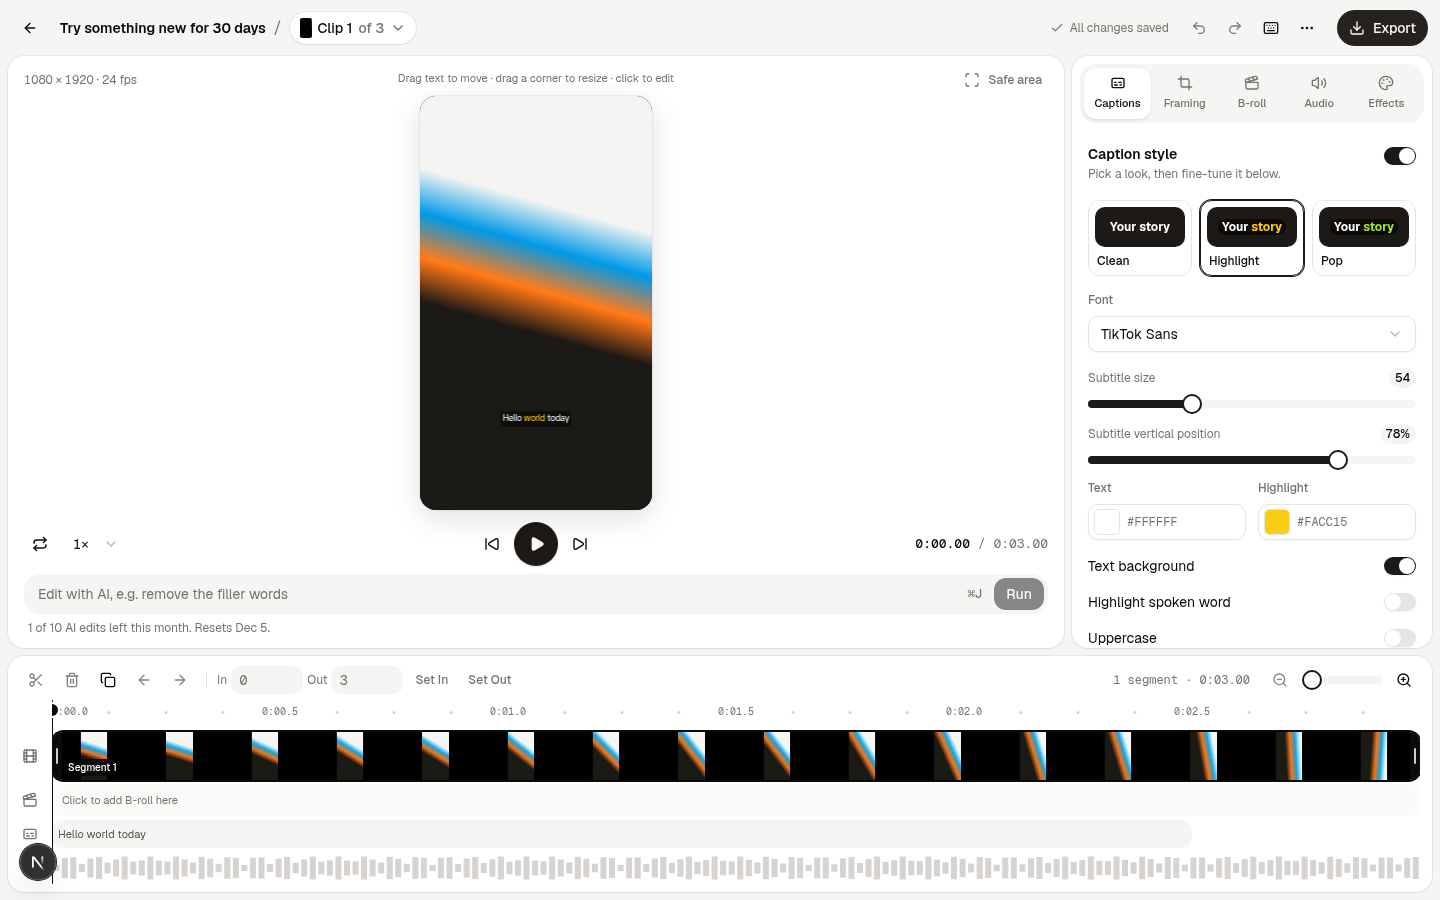 Try something new for 30 days / Clip 1 of 3
All changes saved
Export
1080 × 1920 · 24 fps
Drag text to move · drag a corner to resize · click to edit
Safe area
Hello world today
1×
0:00.00 / 0:03.00
Edit with AI, e.g. remove the filler words
⌘J
Run
1 of 10 AI edits left this month. Resets Dec 5.
Captions
Framing
B-roll
Audio
Effects
Caption style
Pick a look, then fine-tune it below.
Your story
Clean
Your story
Highlight
Your story
Pop
Font
TikTok Sans
Subtitle size
54
Subtitle vertical position
78%
Text
Highlight
#FFFFFF
#FACC15
Text background
Highlight spoken word
Uppercase
In 0 Out 3 Set In Set Out
1 segment · 0:03.00
:00.0 0:00.5 0:01.0 0:01.5 0:02.0 0:02.5
Segment 1
Click to add B-roll here
Hello world today
N